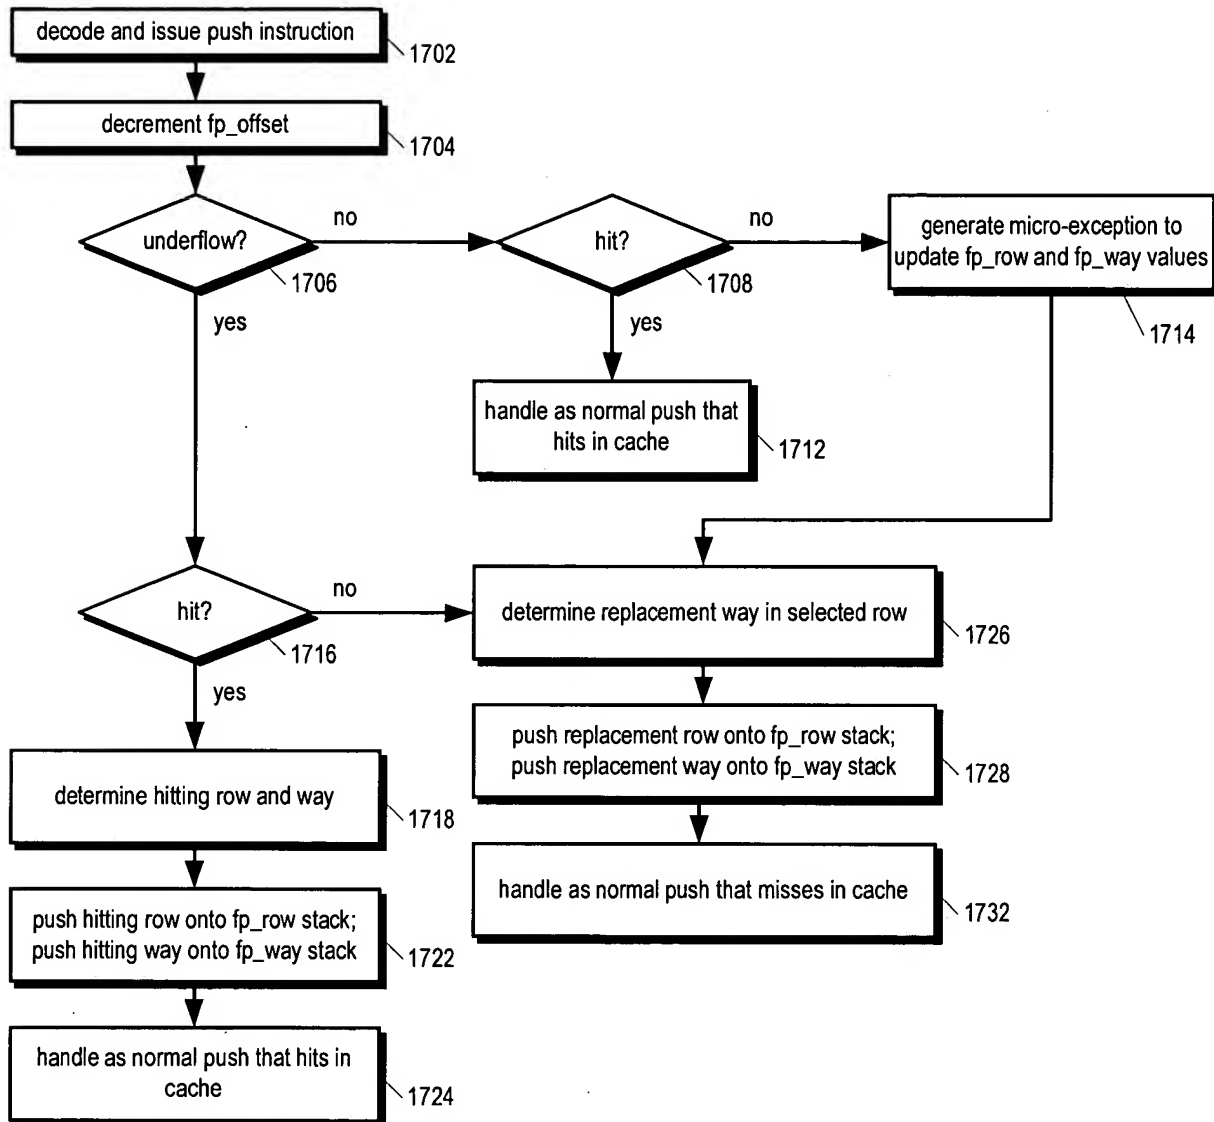 decode and issue push instruction
1702
decrement fp_offset
1704
underflow?
1706
no
yes
hit?
1708
no
yes
generate micro-exception to
update fp_row and fp_way values
1714
handle as normal push that
hits in cache
1712
hit?
1716
no
yes
determine replacement way in selected row
1726
push replacement row onto fp_row stack;
push replacement way onto fp_way stack
1728
handle as normal push that misses in cache
1732
determine hitting row and way
1718
push hitting row onto fp_row stack;
push hitting way onto fp_way stack
1722
handle as normal push that hits in
cache
1724